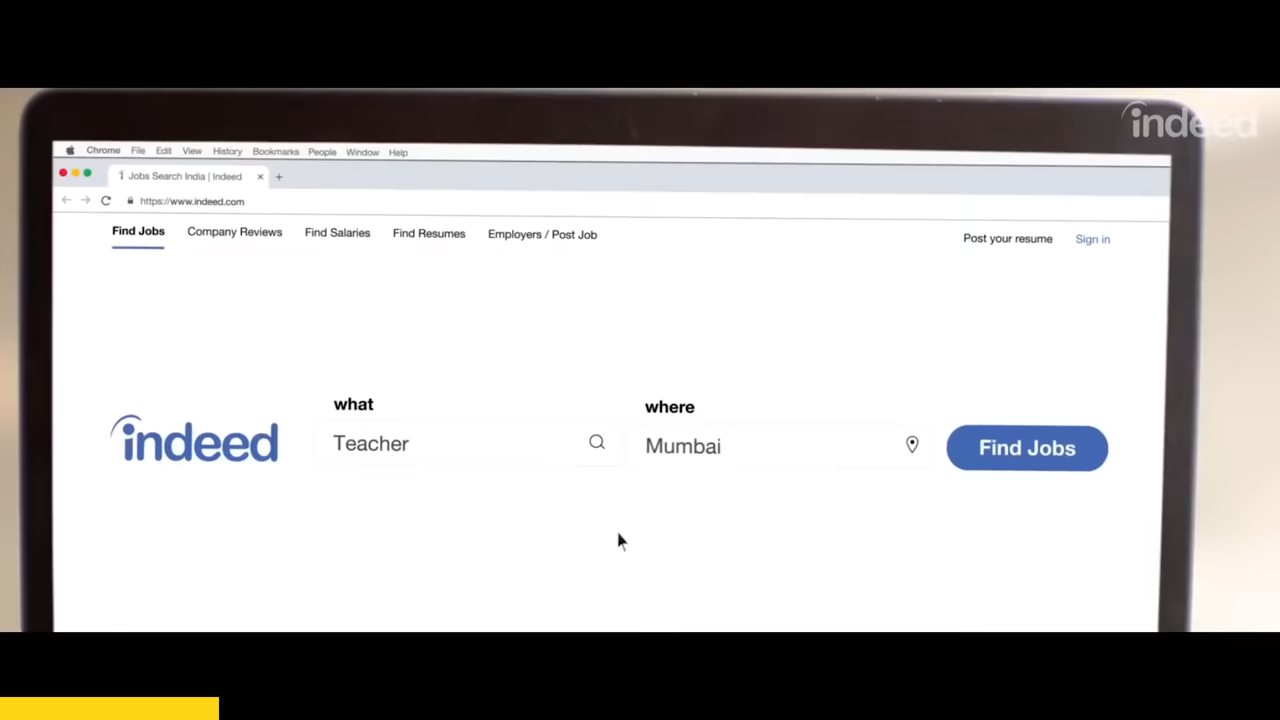 indeed
Chrome File Edit View History Bookmarks People Window Help
Jobs Search India | Indeed
https://www.indeed.com
Find Jobs Company Reviews Find Salaries Find Resumes Employers / Post Job Post your resume Sign in
what where
indeed Teacher Mumbai Find Jobs